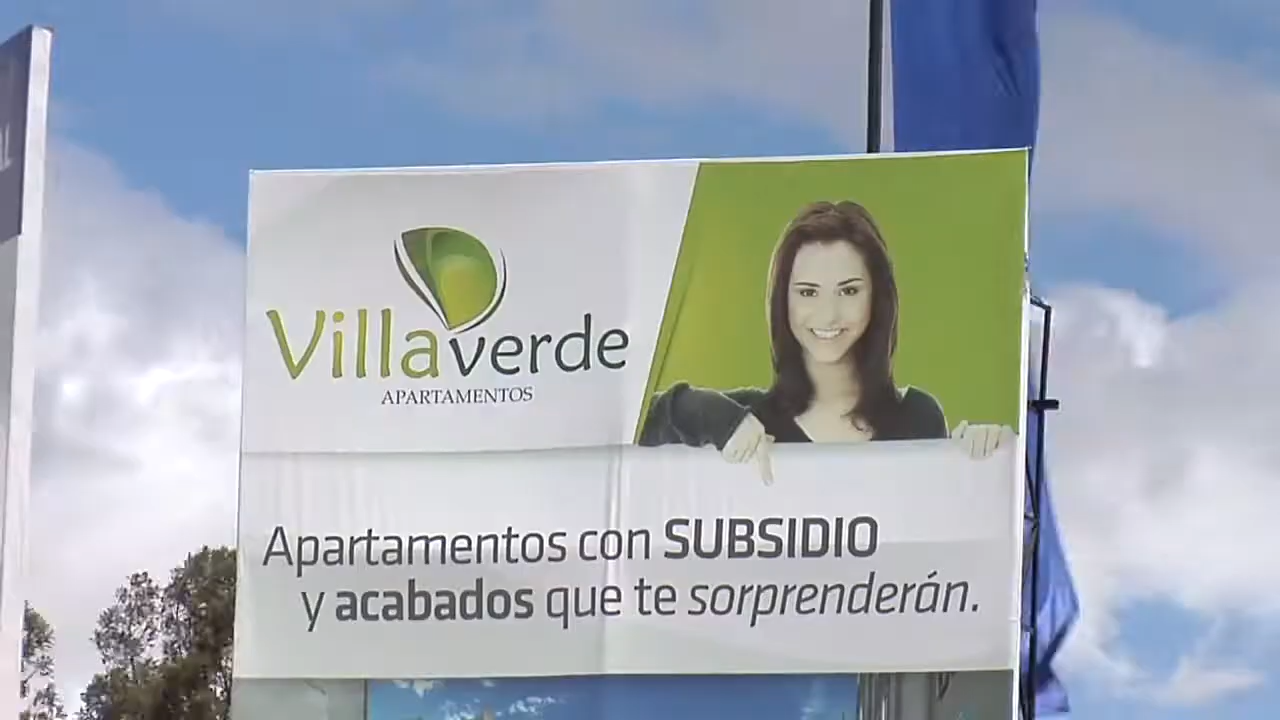 Villaverde
APARTAMENTOS
Apartamentos con SUBSIDIO
y acabados que te sorprenderán.